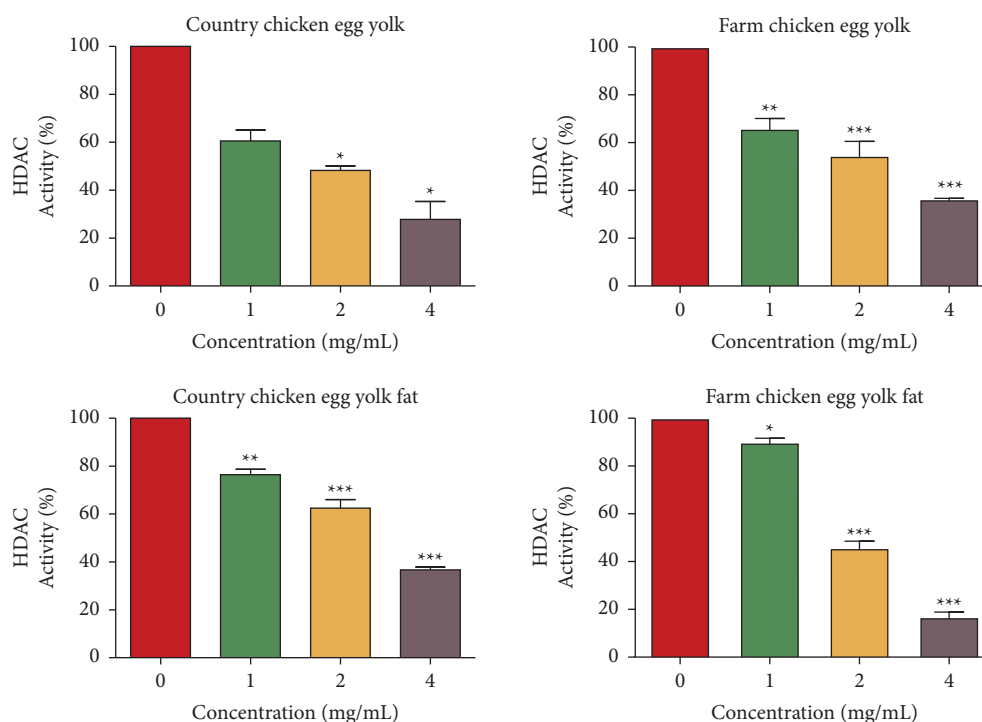 Country chicken egg yolk
100
80
60
40
20
0
HDAC
Activity (%)
*
*
0 1 2 4
Concentration (mg/mL)
Farm chicken egg yolk
100
80
60
40
20
0
HDAC
Activity (%)
**
***
***
0 1 2 4
Concentration (mg/mL)
Country chicken egg yolk fat
100
80
60
40
20
0
HDAC
Activity (%)
**
***
***
0 1 2 4
Concentration (mg/mL)
Farm chicken egg yolk fat
100
80
60
40
20
0
HDAC
Activity (%)
*
***
***
0 1 2 4
Concentration (mg/mL)